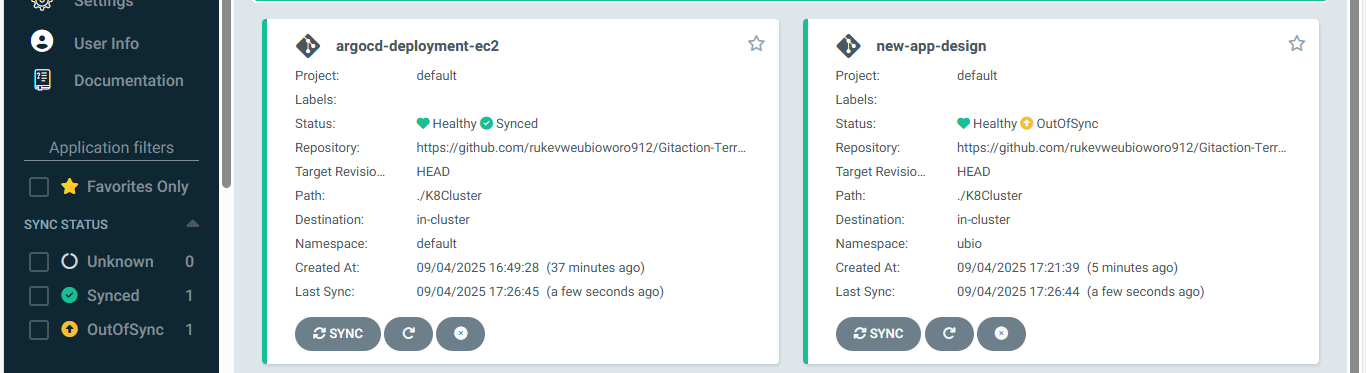 Settings
User Info
Documentation
Application filters
Favorites Only
SYNC STATUS
Unknown 0
Synced 1
OutOfSync 1
argocd-deployment-ec2
Project: default
Labels:
Status: Healthy Synced
Repository: https://github.com/rukevweubioworo912/Gitaction-Terr...
Target Revisio... HEAD
Path: ./K8Cluster
Destination: in-cluster
Namespace: default
Created At: 09/04/2025 16:49:28 (37 minutes ago)
Last Sync: 09/04/2025 17:26:45 (a few seconds ago)
SYNC
new-app-design
Project: default
Labels:
Status: Healthy OutOfSync
Repository: https://github.com/rukevweubioworo912/Gitaction-Terr...
Target Revisio... HEAD
Path: ./K8Cluster
Destination: in-cluster
Namespace: ubio
Created At: 09/04/2025 17:21:39 (5 minutes ago)
Last Sync: 09/04/2025 17:26:44 (a few seconds ago)
SYNC